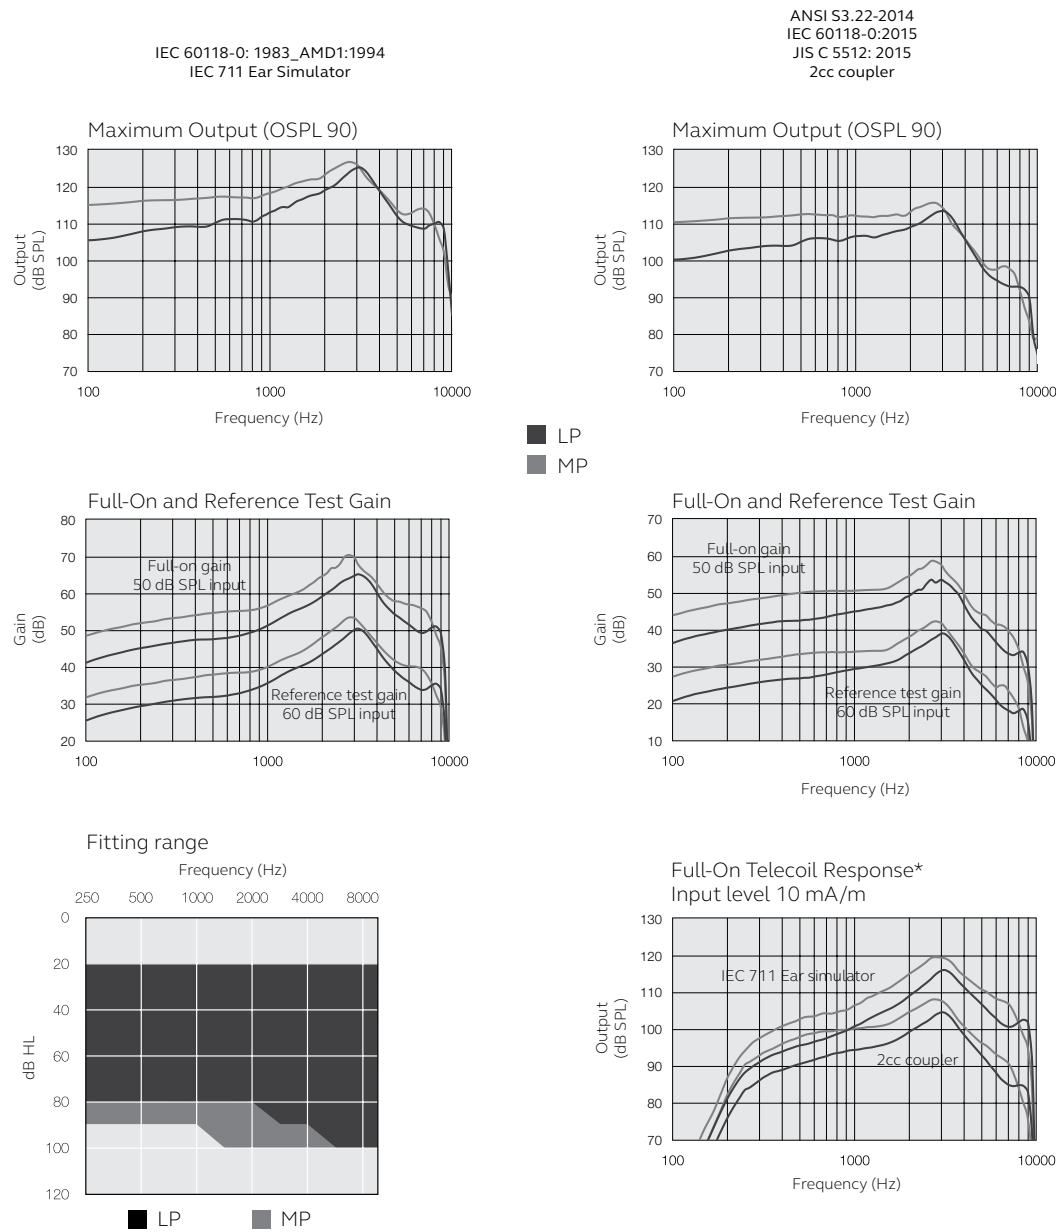 IEC 60118-0: 1983_AMD1:1994
IEC 711 Ear Simulator
ANSI S3.22-2014
IEC 60118-0:2015
JIS C 5512: 2015
2cc coupler
Maximum Output (OSPL 90)
130
120
110
100
90
80
70
Output
(dB SPL)
100 1000 10000
Frequency (Hz)
Maximum Output (OSPL 90)
130
120
110
100
90
80
70
Output
(dB SPL)
100 1000 10000
Frequency (Hz)
LP
MP
Full-On and Reference Test Gain
80
70
60
50
40
30
20
Gain
(dB)
Full-on gain
50 dB SPL input
Reference test gain
60 dB SPL input
100 1000 10000
Full-On and Reference Test Gain
70
60
50
40
30
20
10
Gain
(dB)
Full-on gain
50 dB SPL input
Reference test gain
60 dB SPL input
100 1000 10000
Frequency (Hz)
Fitting range
Frequency (Hz)
250 500 1000 2000 4000 8000
0
20
40
60
80
100
120
dB HL
LP MP
Full-On Telecoil Response*
Input level 10 mA/m
130
120
110
100
90
80
70
Output
(dB SPL)
IEC 711 Ear simulator
2cc coupler
100 1000 10000
Frequency (Hz)